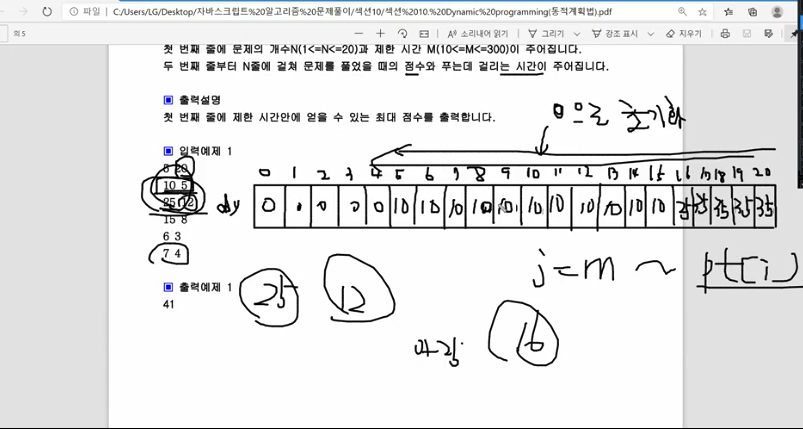 파일 | C:/Users/LG/Desktop/자바스크립트%20알고리즘%20문제풀이/섹션10/섹션%2010.%20Dynamic%20programming(동적계획법).pdf
의 5
소리내어 읽기 | 그리기 강조 표시 지우기
첫 번째 줄에 문제의 개수N(1<=N<=20)과 제한 시간 M(10<=M<=300)이 주어집니다.
두 번째 줄부터 N줄에 걸쳐 문제를 풀었을 때의 점수와 푸는데 걸리는 시간이 주어집니다.
▣ 출력설명
첫 번째 줄에 제한 시간안에 얻을 수 있는 최대 점수를 출력합니다.
0으로 초기화
▣ 입력예제 1
5 20
0 1 2 3 4 5 6 7 8 9 10 11 12 13 14 15 16 17 18 19 20
10 5
25 12
dy 0 0 0 0 0 10 10 10 10 10 10 10 10 10 10 10 35 35 35 35
15 8
6 3
7 4
j=m ~ pt(i)
▣ 출력예제 1
25 12
41
16